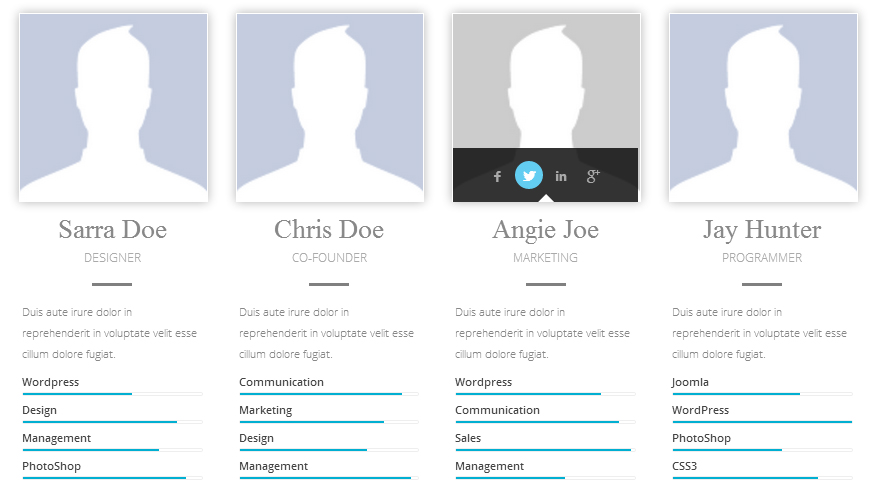 Sarra Doe
DESIGNER
Duis aute irure dolor in
reprehenderit in voluptate velit esse
cillum dolore fugiat.
Wordpress
Design
Management
PhotoShop
Chris Doe
CO-FOUNDER
Duis aute irure dolor in
reprehenderit in voluptate velit esse
cillum dolore fugiat.
Communication
Marketing
Design
Management
Angie Joe
MARKETING
Duis aute irure dolor in
reprehenderit in voluptate velit esse
cillum dolore fugiat.
Wordpress
Communication
Sales
Management
Jay Hunter
PROGRAMMER
Duis aute irure dolor in
reprehenderit in voluptate velit esse
cillum dolore fugiat.
Joomla
WordPress
PhotoShop
CSS3